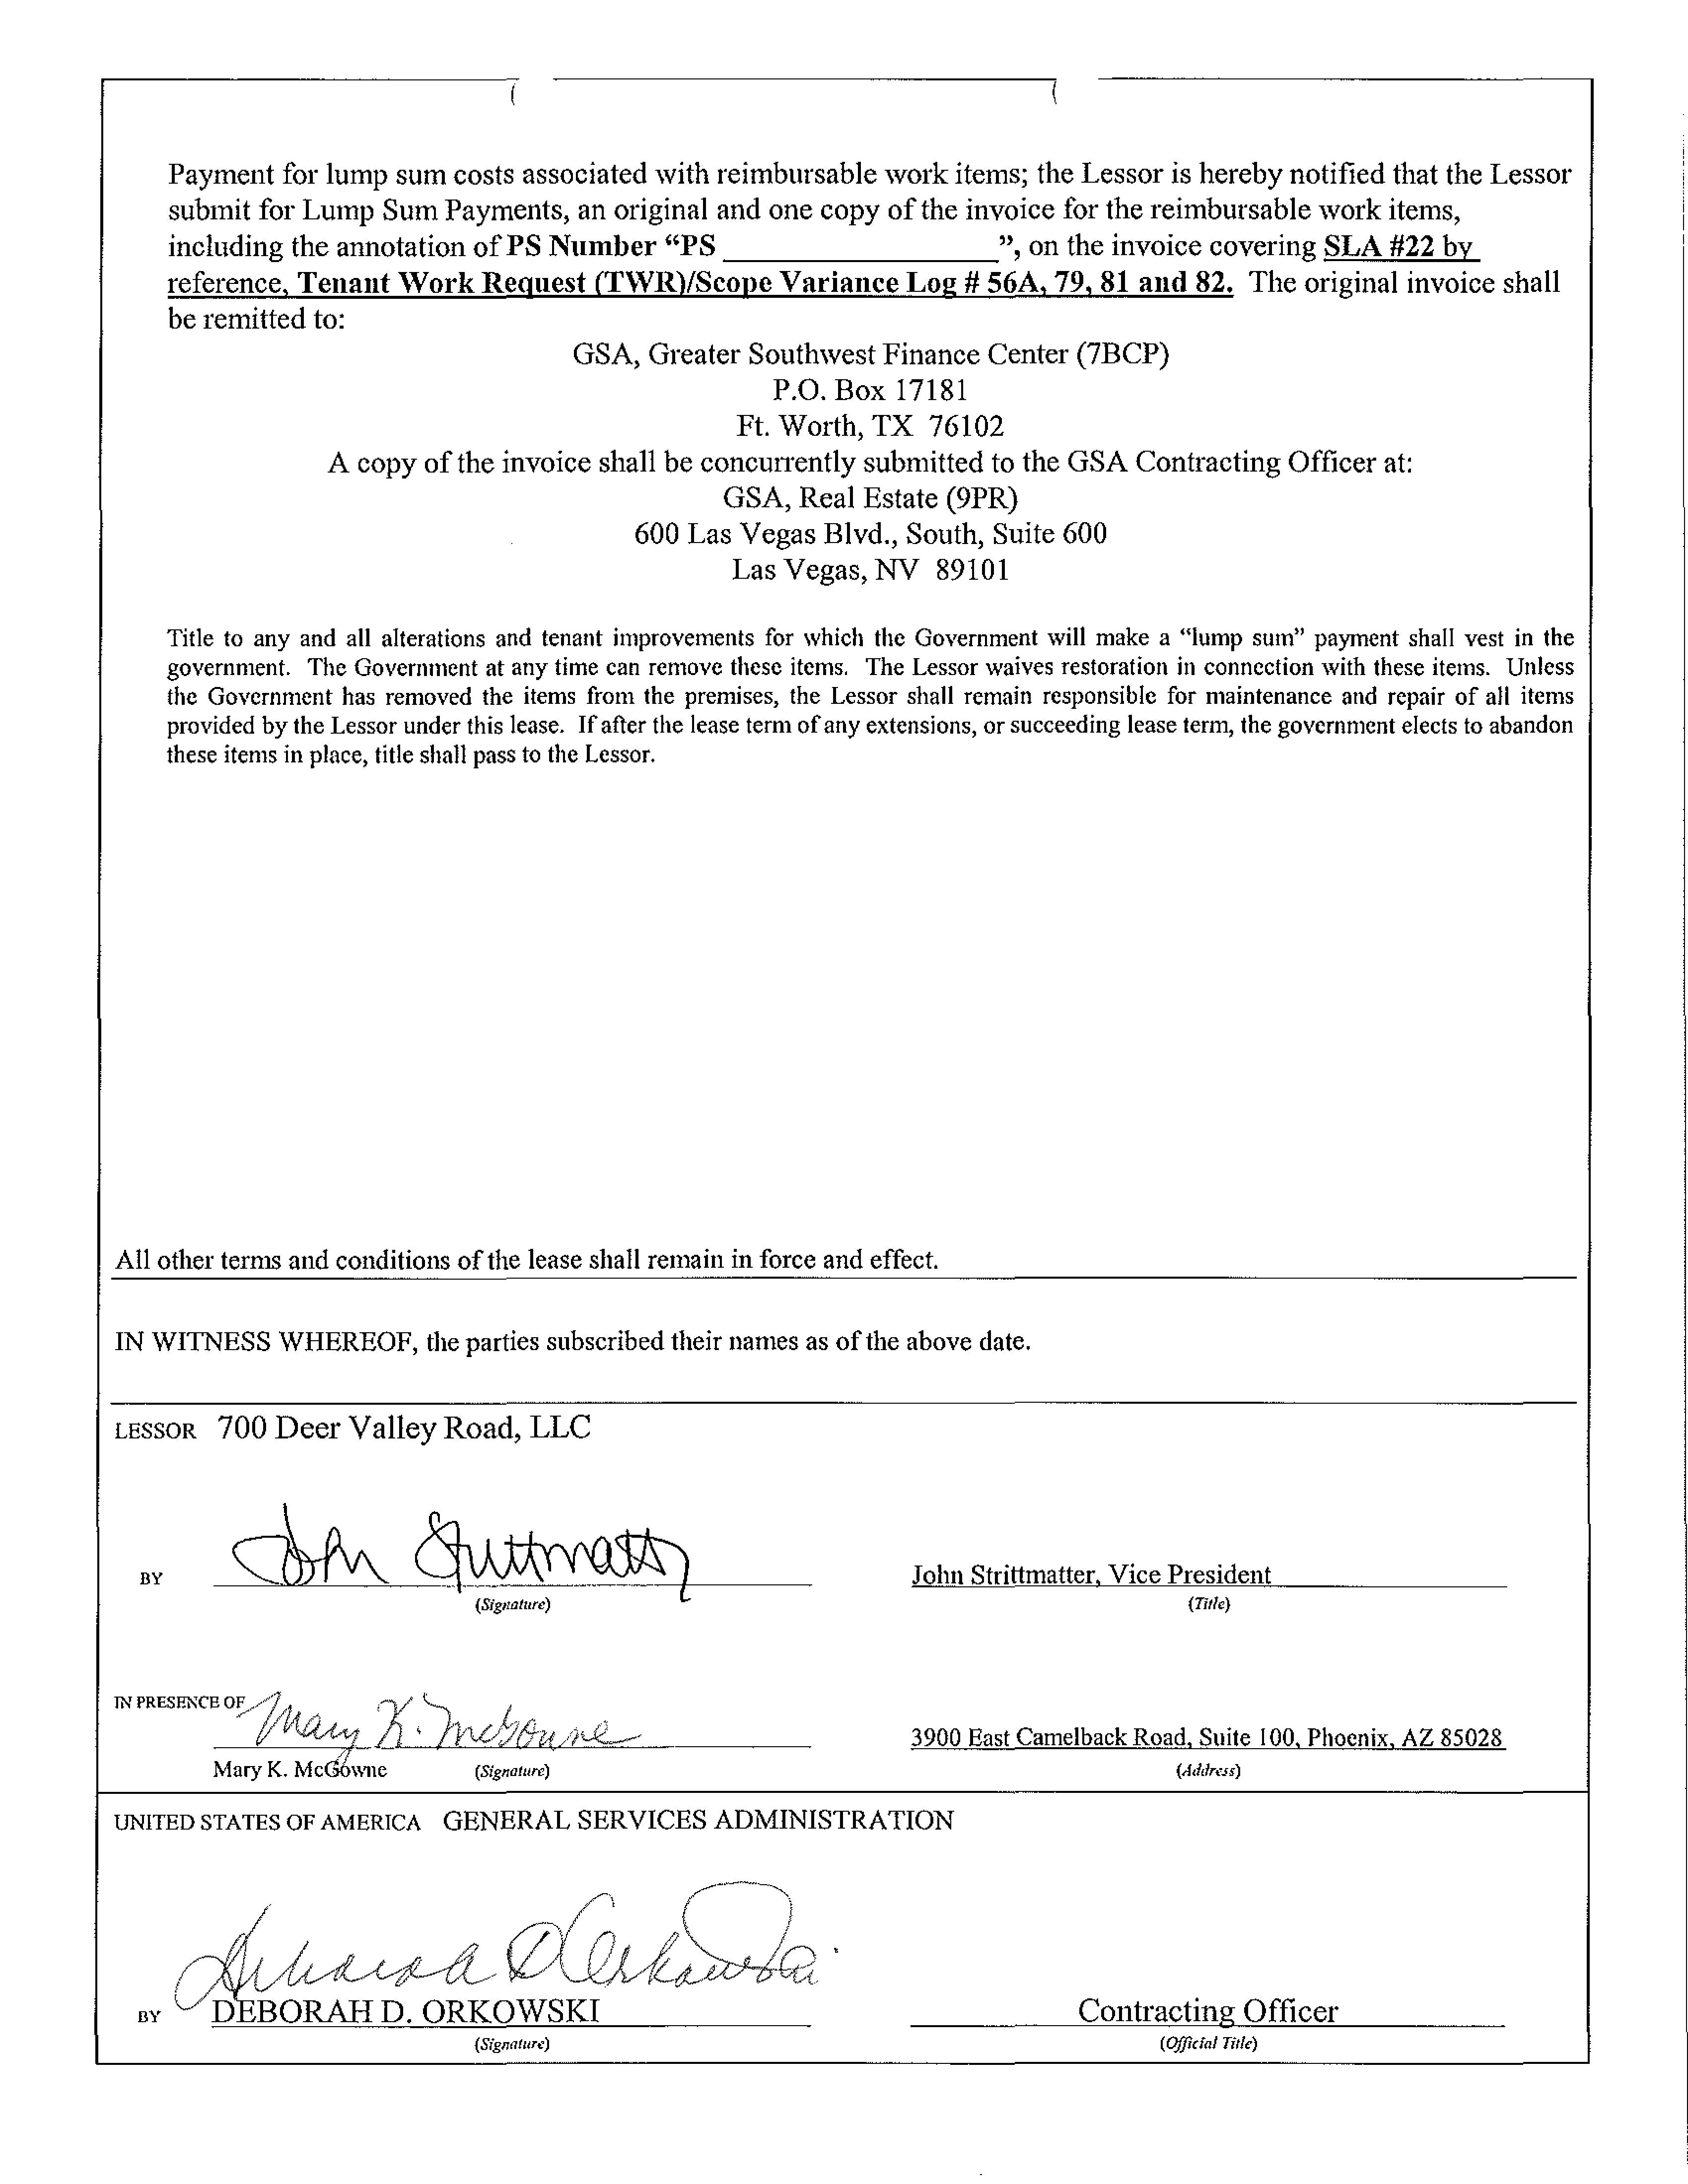 Payment for lump sum costs associated with reimbursable work items; the Lessor is hereby notified that the Lessor
submit for Lump Sum Payments, an original and one copy of the invoice for the reimbursable work items,
including the annotation of PS Number “PS ____________________”, on the invoice covering SLA #22 by
reference, Tenant Work Request (TWR)/Scope Variance Log # 56A, 79, 81 and 82. The original invoice shall
be remitted to:
GSA, Greater Southwest Finance Center (7BCP)
P.O. Box 17181
Ft. Worth, TX 76102
A copy of the invoice shall be concurrently submitted to the GSA Contracting Officer at:
GSA, Real Estate (9PR)
600 Las Vegas Blvd., South, Suite 600
Las Vegas, NV 89101
Title to any and all alterations and tenant improvements for which the Government will make a “lump sum” payment shall vest in the
government. The Government at any time can remove these items. The Lessor waives restoration in connection with these items. Unless
the Government has removed the items from the premises, the Lessor shall remain responsible for maintenance and repair of all items
provided by the Lessor under this lease. If after the lease term of any extensions, or succeeding lease term, the government elects to abandon
these items in place, title shall pass to the Lessor.
All other terms and conditions of the lease shall remain in force and effect.
IN WITNESS WHEREOF, the parties subscribed their names as of the above date.
LESSOR 700 Deer Valley Road, LLC
John Strittmatter
BY John Strittmatter, Vice President
(Signature) (Title)
IN PRESENCE OF Mary K. McGowne
3900 East Camelback Road, Suite 100, Phoenix, AZ 85028
Mary K. McGowne (Signature) (Address)
UNITED STATES OF AMERICA GENERAL SERVICES ADMINISTRATION
Deborah D Orkowski
BY DEBORAH D. ORKOWSKI Contracting Officer
(Signature) (Official Title)